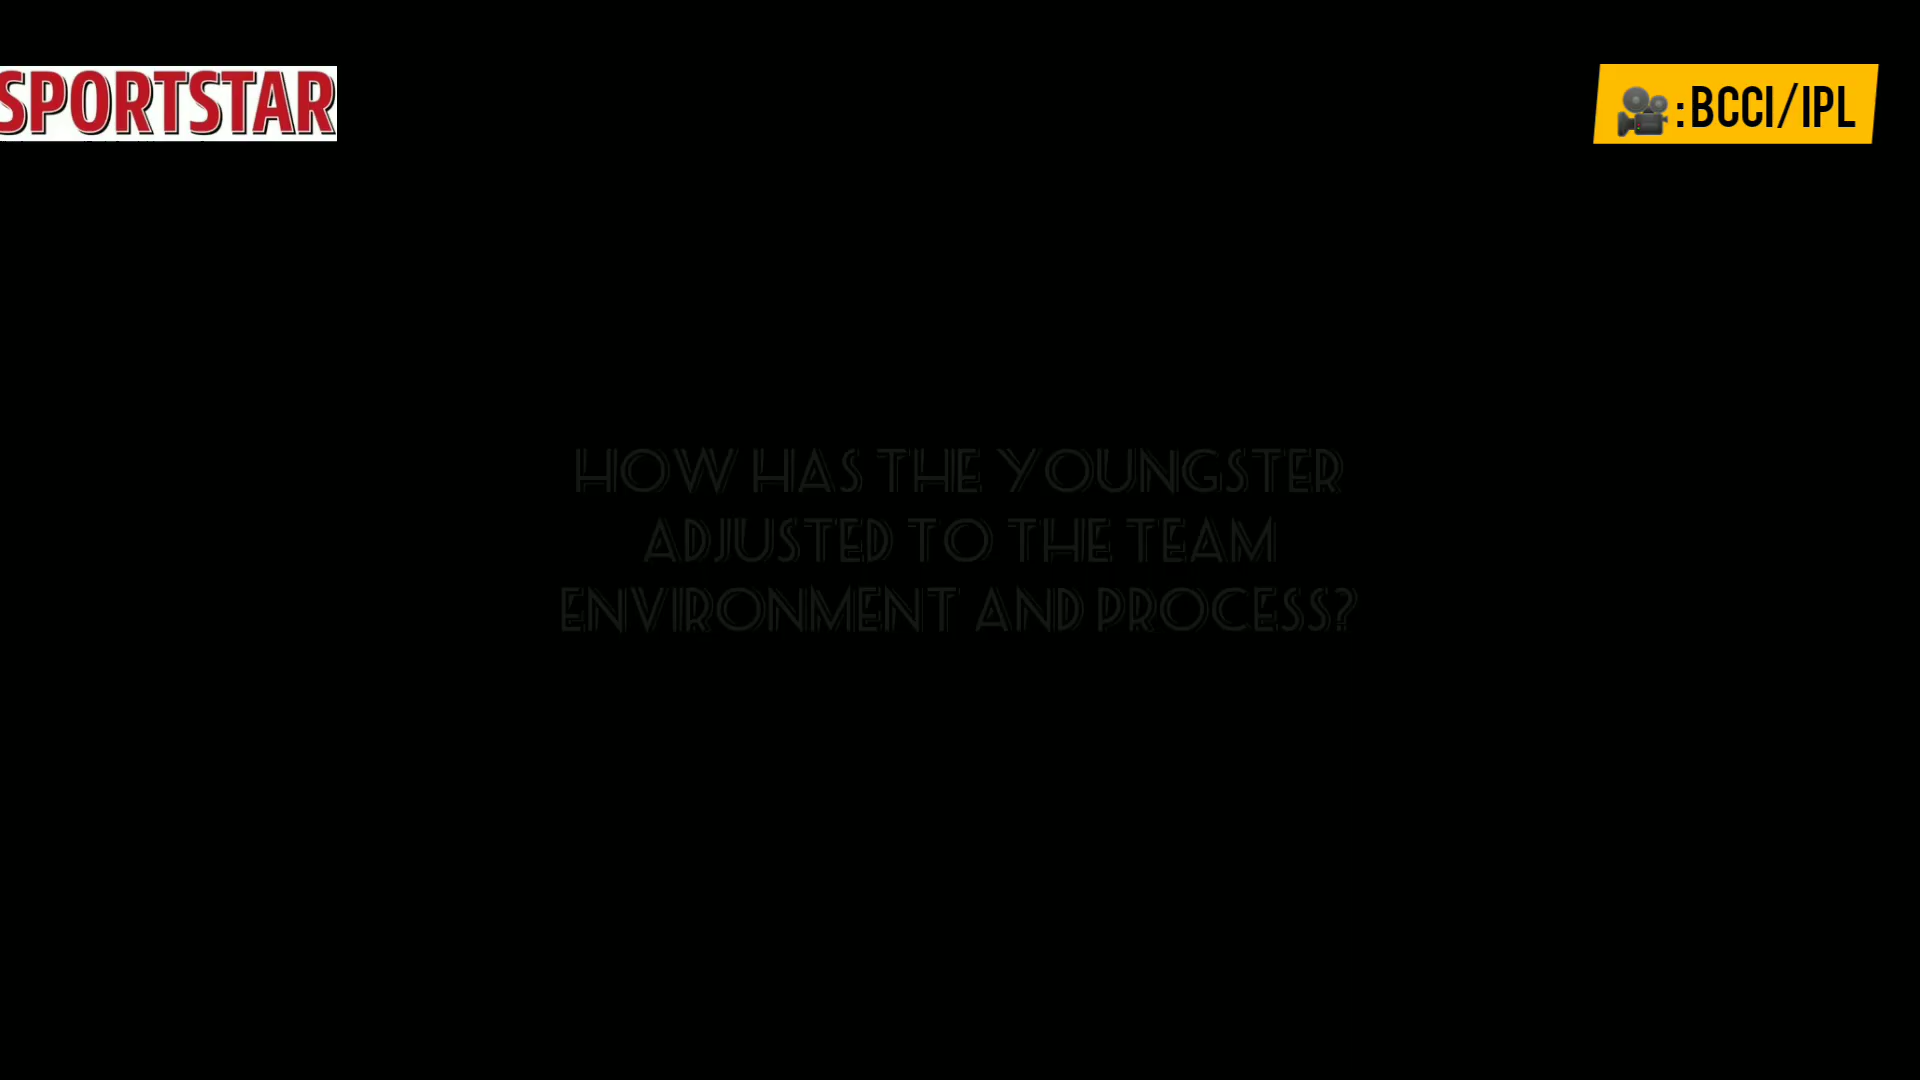 SPORTSTAR
:BCCI/IPL
HOW HAS THE YOUNGSTER
ADJUSTED TO THE TEAM
ENVIRONMENT AND PROCESS?